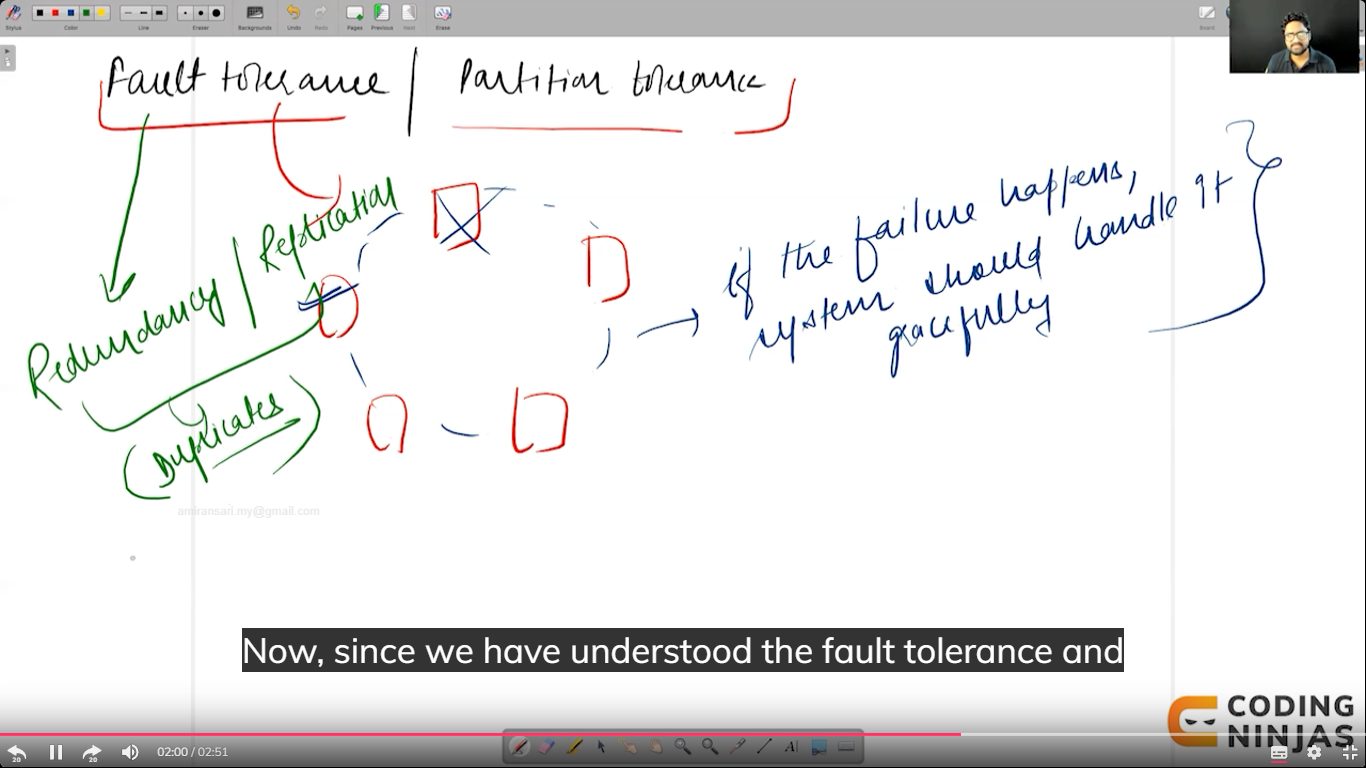 Stylus
Color
Line
Eraser
Backgrounds
Undo
Redo
Pages
Previous
Next
Erase
Board
Fault tolerance / Partition tolerance
Redundancy / Replication
(Duplicates)
if the failure happens,
system should handle it
gracefully
amiransari.my@gmail.com
Now, since we have understood the fault tolerance and
CODING
NINJAS
20
20
02:00 / 02:51